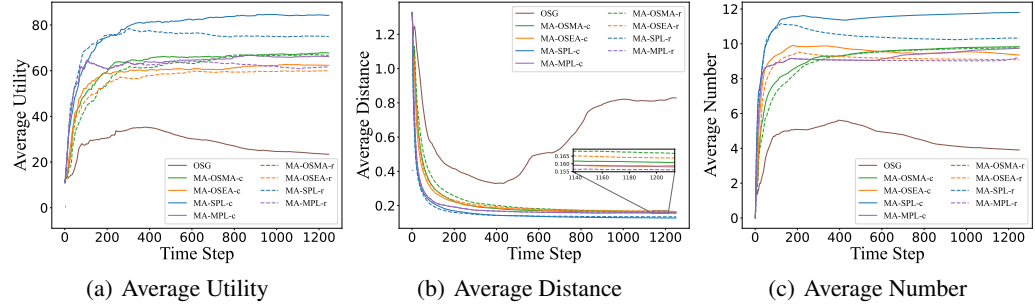 Average Utility
80
60
40
20
0
OSG
MA-OSMA-c
MA-OSEA-c
MA-SPL-c
MA-MPL-c
MA-OSMA-r
MA-OSEA-r
MA-SPL-r
MA-MPL-r
0 200 400 600 800 1000 1200
Time Step
(a) Average Utility
Average Distance
1.2
1.0
0.8
0.6
0.4
0.2
OSG
MA-OSMA-c
MA-OSEA-c
MA-SPL-c
MA-MPL-c
MA-OSMA-r
MA-OSEA-r
MA-SPL-r
MA-MPL-r
0.165
0.160
0.155
1140 1160 1180 1200
0 200 400 600 800 1000 1200
Time Step
(b) Average Distance
Average Number
12
10
8
6
4
2
0
OSG
MA-OSMA-c
MA-OSEA-c
MA-SPL-c
MA-MPL-c
MA-OSMA-r
MA-OSEA-r
MA-SPL-r
MA-MPL-r
0 200 400 600 800 1000 1200
Time Step
(c) Average Number